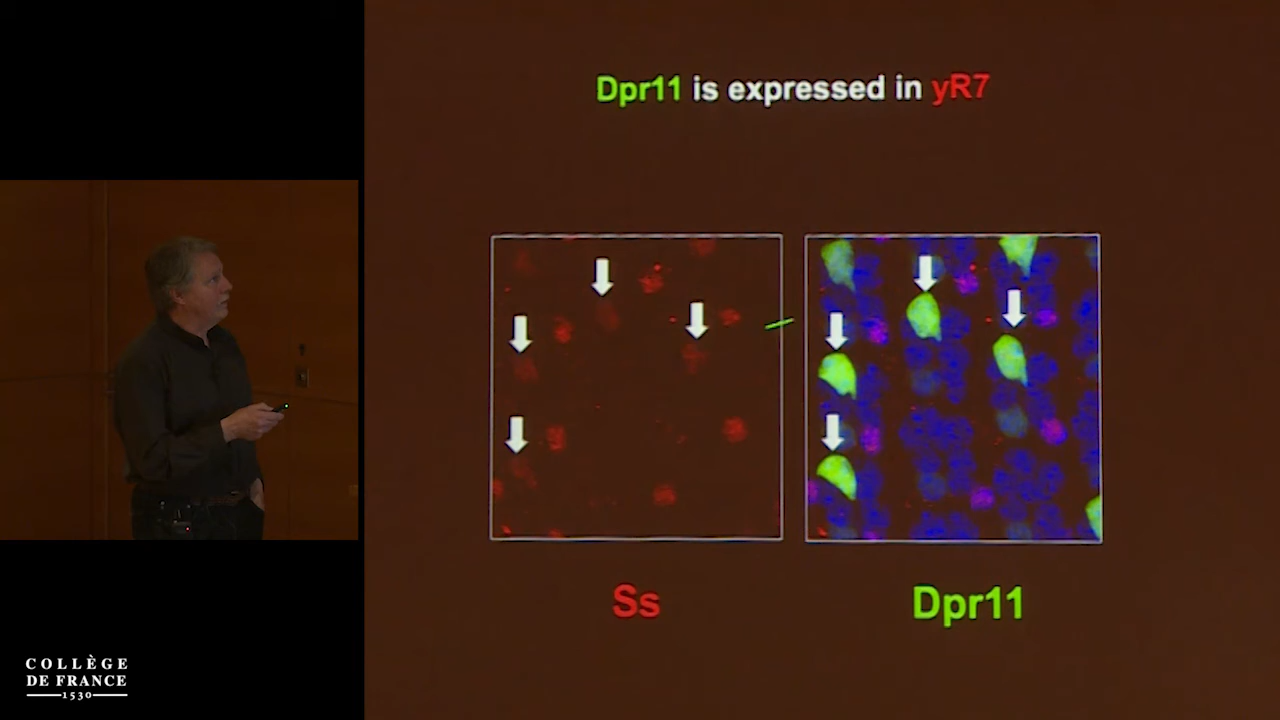 Dpr11 is expressed in yR7
Ss
Dpr11
COLLÈGE
DE FRANCE
1530